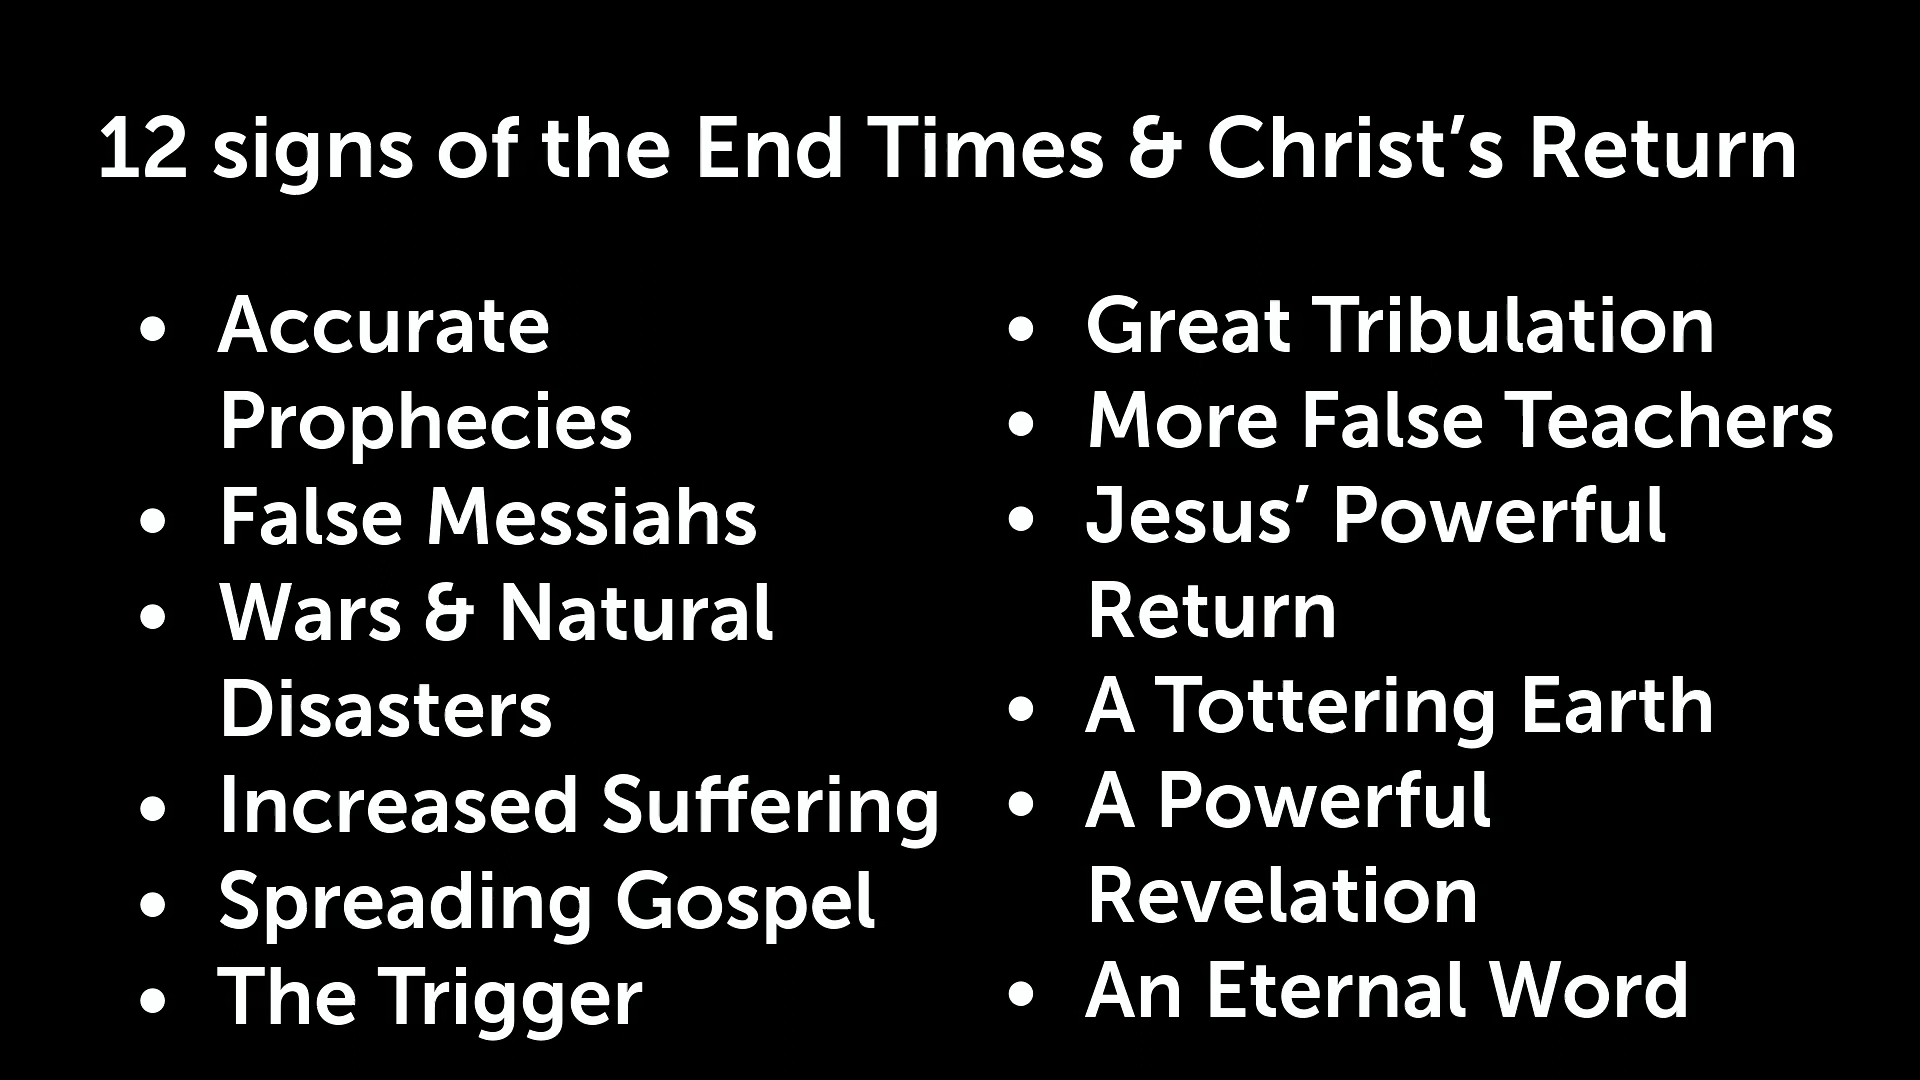 12 signs of the End Times & Christ’s Return
• Accurate
Prophecies
• False Messiahs
• Wars & Natural
Disasters
• Increased Suffering
• Spreading Gospel
• The Trigger
• Great Tribulation
• More False Teachers
• Jesus’ Powerful
Return
• A Tottering Earth
• A Powerful
Revelation
• An Eternal Word